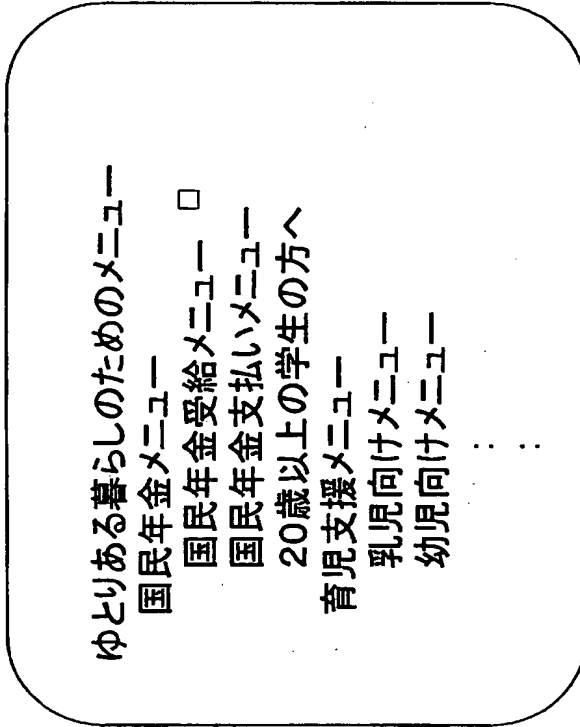 ゆとりある暮らしのためのメニュー
国民年金メニュー
国民年金受給メニュー □
国民年金支払いメニュー
20歳以上の学生の方へ
育児支援メニュー
乳児向けメニュー
幼児向けメニュー
:
: